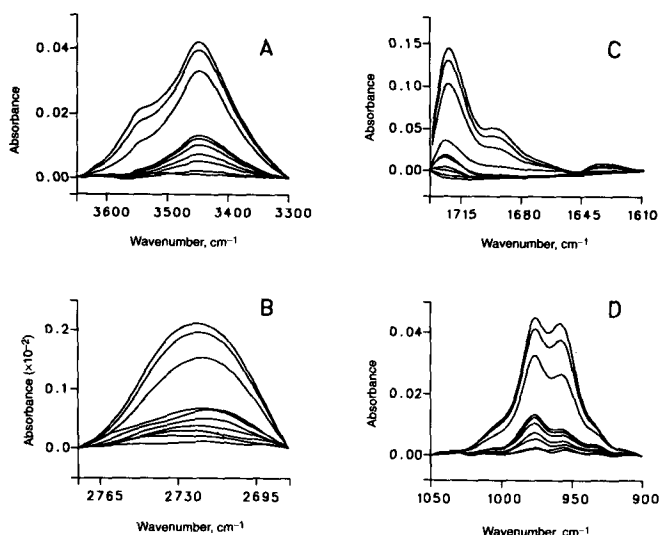 A
Absorbance
0.04
0.02
0.00
3600 3500 3400 3300
Wavenumber, cm⁻¹
C
Absorbance
0.15
0.10
0.05
0.00
1715 1680 1645 1610
Wavenumber, cm⁻¹
B
Absorbance (×10⁻²)
0.2
0.1
0.0
2765 2730 2695
Wavenumber, cm⁻¹
D
Absorbance
0.04
0.02
0.00
1050 1000 950 900
Wavenumber, cm⁻¹